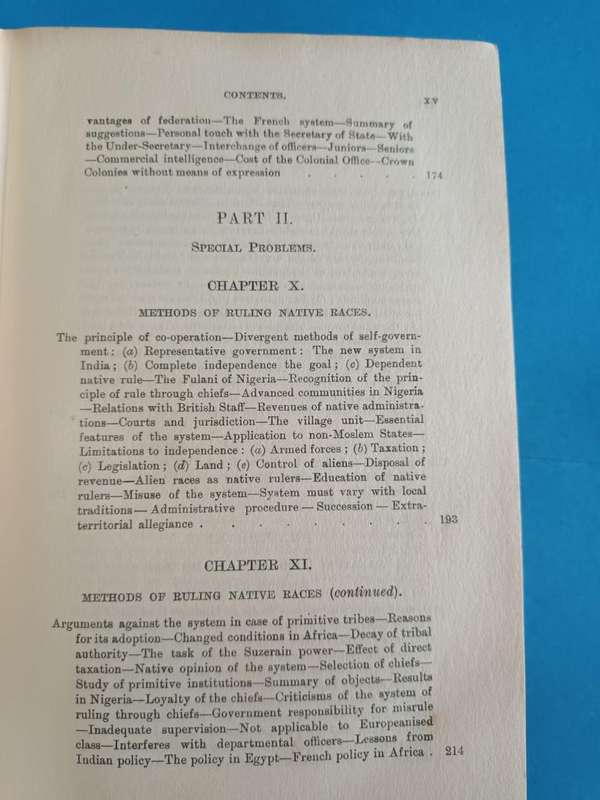 CONTENTS. xv
vantages of federation—The French system—Summary of
suggestions—Personal touch with the Secretary of State—With
the Under-Secretary—Interchange of officers—Juniors—Seniors
—Commercial intelligence—Cost of the Colonial Office—Crown
Colonies without means of expression . . . . . 174
PART II.
SPECIAL PROBLEMS.
CHAPTER X.
METHODS OF RULING NATIVE RACES.
The principle of co-operation—Divergent methods of self-govern-
ment: (a) Representative government: The new system in
India; (b) Complete independence the goal; (c) Dependent
native rule—The Fulani of Nigeria—Recognition of the prin-
ciple of rule through chiefs—Advanced communities in Nigeria
—Relations with British Staff—Revenues of native administra-
tions—Courts and jurisdiction—The village unit—Essential
features of the system—Application to non-Moslem States—
Limitations to independence: (a) Armed forces; (b) Taxation;
(c) Legislation; (d) Land; (e) Control of aliens—Disposal of
revenue—Alien races as native rulers—Education of native
rulers—Misuse of the system—System must vary with local
traditions—Administrative procedure—Succession—Extra-
territorial allegiance . . . . . . . . 193
CHAPTER XI.
METHODS OF RULING NATIVE RACES (continued).
Arguments against the system in case of primitive tribes—Reasons
for its adoption—Changed conditions in Africa—Decay of tribal
authority—The task of the Suzerain power—Effect of direct
taxation—Native opinion of the system—Selection of chiefs—
Study of primitive institutions—Summary of objects—Results
in Nigeria—Loyalty of the chiefs—Criticisms of the system of
ruling through chiefs—Government responsibility for misrule
—Inadequate supervision—Not applicable to Europeanised
class—Interferes with departmental officers—Lessons from
Indian policy—The policy in Egypt—French policy in Africa . 214